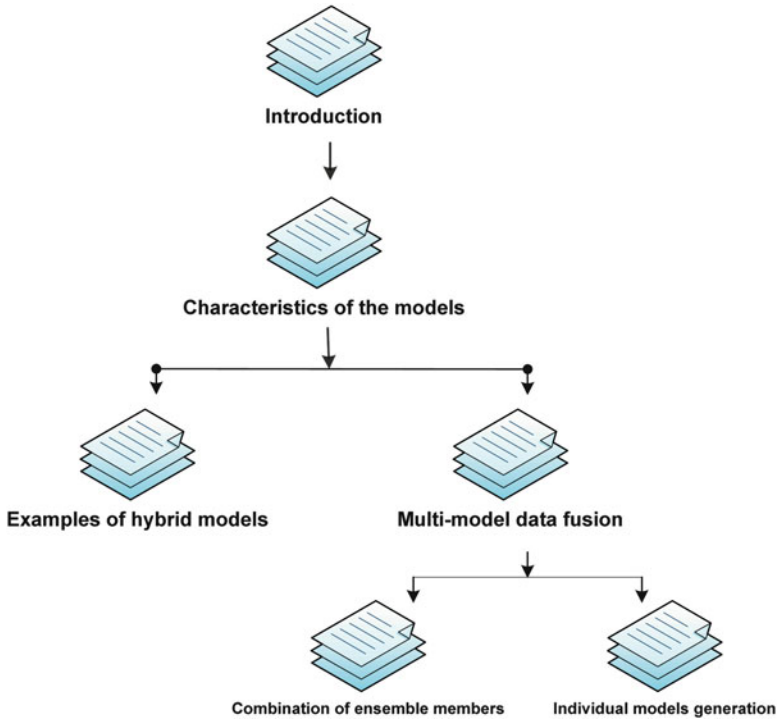 Introduction
Characteristics of the models
Examples of hybrid models
Multi-model data fusion
Combination of ensemble members
Individual models generation